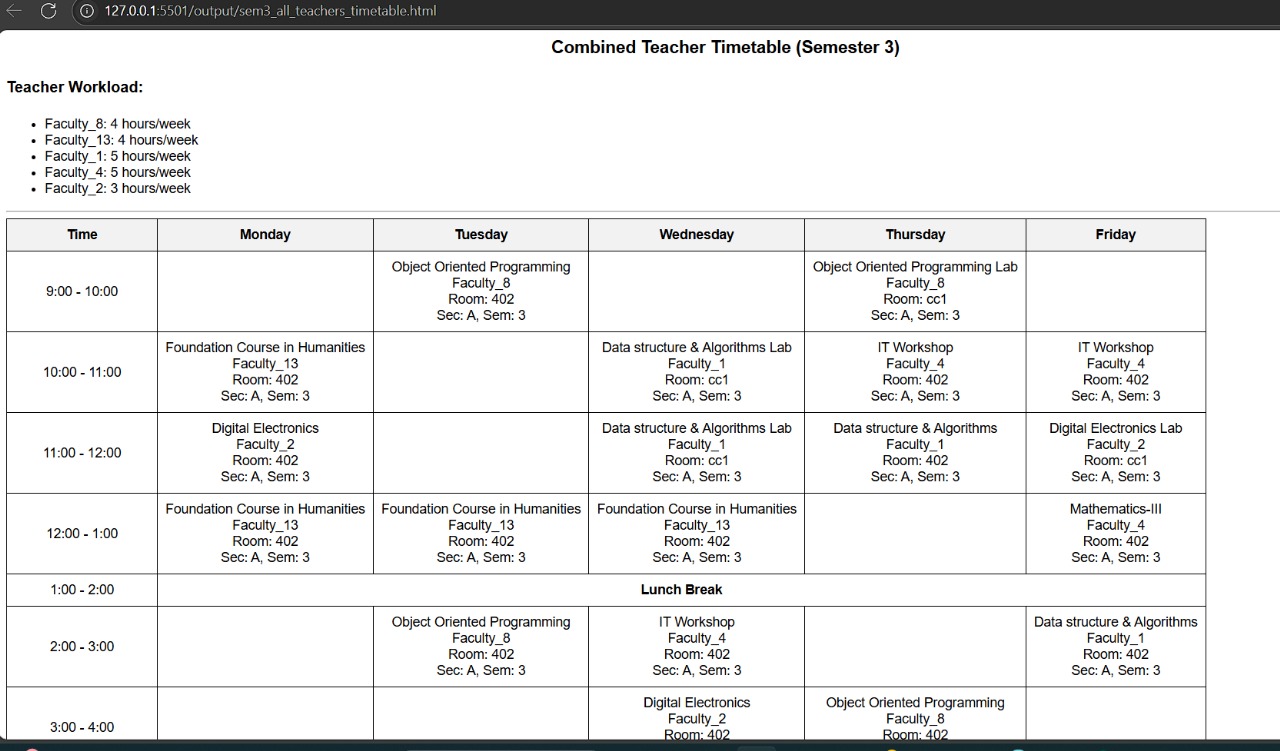 127.0.0.1:5501/output/sem3_all_teachers_timetable.html
Combined Teacher Timetable (Semester 3)
Teacher Workload:
• Faculty_8: 4 hours/week
• Faculty_13: 4 hours/week
• Faculty_1: 5 hours/week
• Faculty_4: 5 hours/week
• Faculty_2: 3 hours/week
Time Monday Tuesday Wednesday Thursday Friday
9:00 - 10:00
Object Oriented Programming
Faculty_8
Room: 402
Sec: A, Sem: 3
Object Oriented Programming Lab
Faculty_8
Room: cc1
Sec: A, Sem: 3
10:00 - 11:00
Foundation Course in Humanities
Faculty_13
Room: 402
Sec: A, Sem: 3
Data structure & Algorithms Lab
Faculty_1
Room: cc1
Sec: A, Sem: 3
IT Workshop
Faculty_4
Room: 402
Sec: A, Sem: 3
IT Workshop
Faculty_4
Room: 402
Sec: A, Sem: 3
11:00 - 12:00
Digital Electronics
Faculty_2
Room: 402
Sec: A, Sem: 3
Data structure & Algorithms Lab
Faculty_1
Room: cc1
Sec: A, Sem: 3
Data structure & Algorithms
Faculty_1
Room: 402
Sec: A, Sem: 3
Digital Electronics Lab
Faculty_2
Room: cc1
Sec: A, Sem: 3
12:00 - 1:00
Foundation Course in Humanities
Faculty_13
Room: 402
Sec: A, Sem: 3
Foundation Course in Humanities
Faculty_13
Room: 402
Sec: A, Sem: 3
Foundation Course in Humanities
Faculty_13
Room: 402
Sec: A, Sem: 3
Mathematics-III
Faculty_4
Room: 402
Sec: A, Sem: 3
1:00 - 2:00
Lunch Break
2:00 - 3:00
Object Oriented Programming
Faculty_8
Room: 402
Sec: A, Sem: 3
IT Workshop
Faculty_4
Room: 402
Sec: A, Sem: 3
Data structure & Algorithms
Faculty_1
Room: 402
Sec: A, Sem: 3
3:00 - 4:00
Digital Electronics
Faculty_2
Room: 402
Object Oriented Programming
Faculty_8
Room: 402